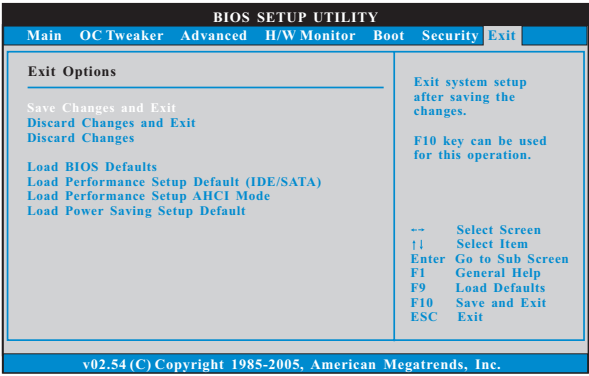 BIOS SETUP UTILITY
Main OC Tweaker Advanced H/W Monitor Boot Security Exit
Exit Options
Save Changes and Exit
Discard Changes and Exit
Discard Changes
Load BIOS Defaults
Load Performance Setup Default (IDE/SATA)
Load Performance Setup AHCI Mode
Load Power Saving Setup Default
Exit system setup
after saving the
changes.
F10 key can be used
for this operation.
←→ Select Screen
↑↓ Select Item
Enter Go to Sub Screen
F1 General Help
F9 Load Defaults
F10 Save and Exit
ESC Exit
v02.54 (C) Copyright 1985-2005, American Megatrends, Inc.